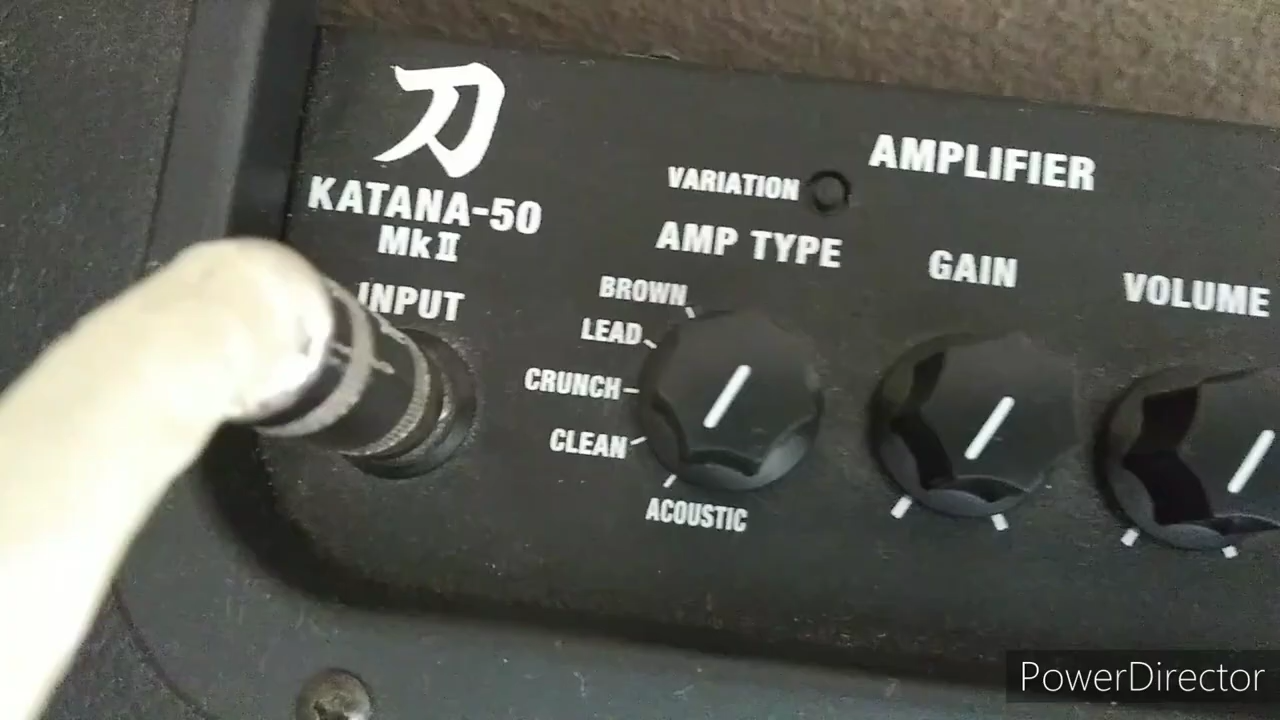 刀
KATANA-50
MkⅡ
INPUT
VARIATION
AMPLIFIER
AMP TYPE
BROWN
LEAD
CRUNCH
CLEAN
ACOUSTIC
GAIN
VOLUME
PowerDirector